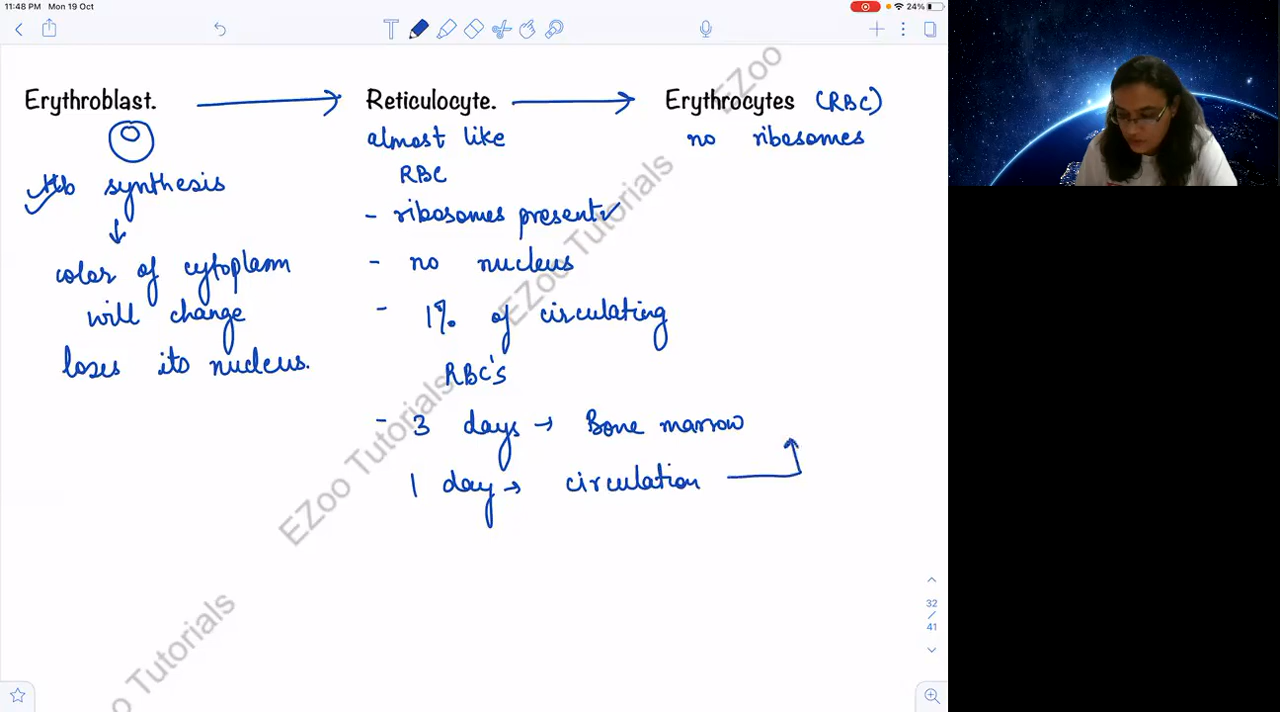 11:48 PM Mon 19 Oct
24%
Erythroblast.
Reticulocyte.
Erythrocytes (RBC)
almost like
RBC
no ribosomes
Hb synthesis
- ribosomes present
color of cytoplasm
will change
loses its nucleus.
- no nucleus
- 1% of circulating
RBC's
- 3 days → Bone marrow
1 day → circulation
EZoo
EZoo Tutorials
EZoo Tutorials
o Tutorials
32
/
41